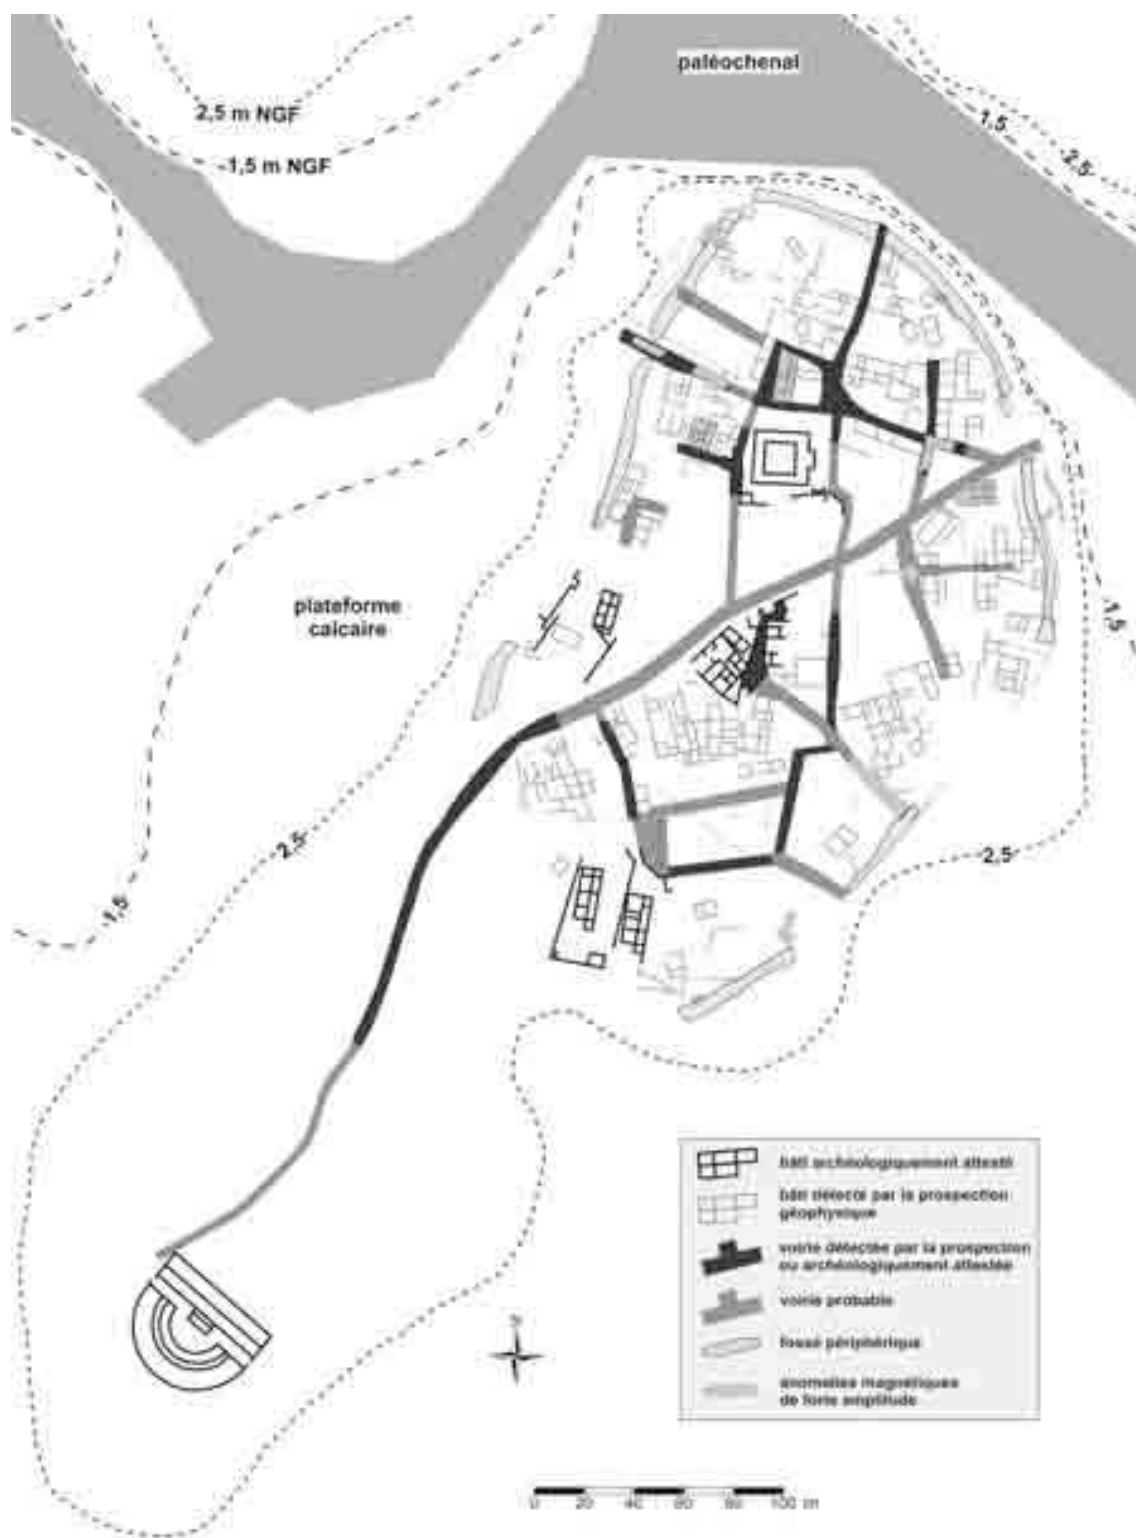 paléochenal
2,5 m NGF
-1,5 m NGF
1,5
2,5
plateforme
calcaire
1,5
2,5
1,5
2,5
bâti archéologiquement attesté
bâti détecté par la prospection
géophysique
voirie détectée par la prospection
ou archéologiquement attestée
voirie probable
fossé périphérique
anomalies magnétiques
de forte amplitude
0 20 40 60 80 100 m